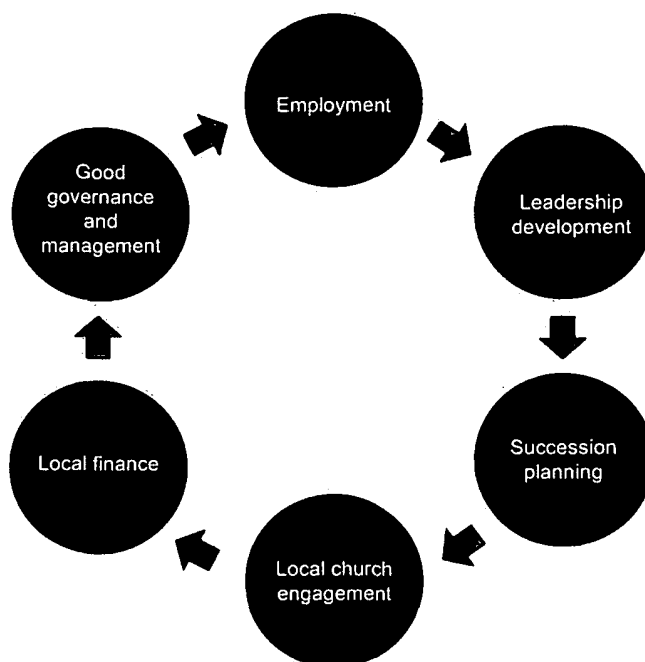 Employment
Leadership
development
Succession
planning
Local church
engagement
Local finance
Good
governance
and
management